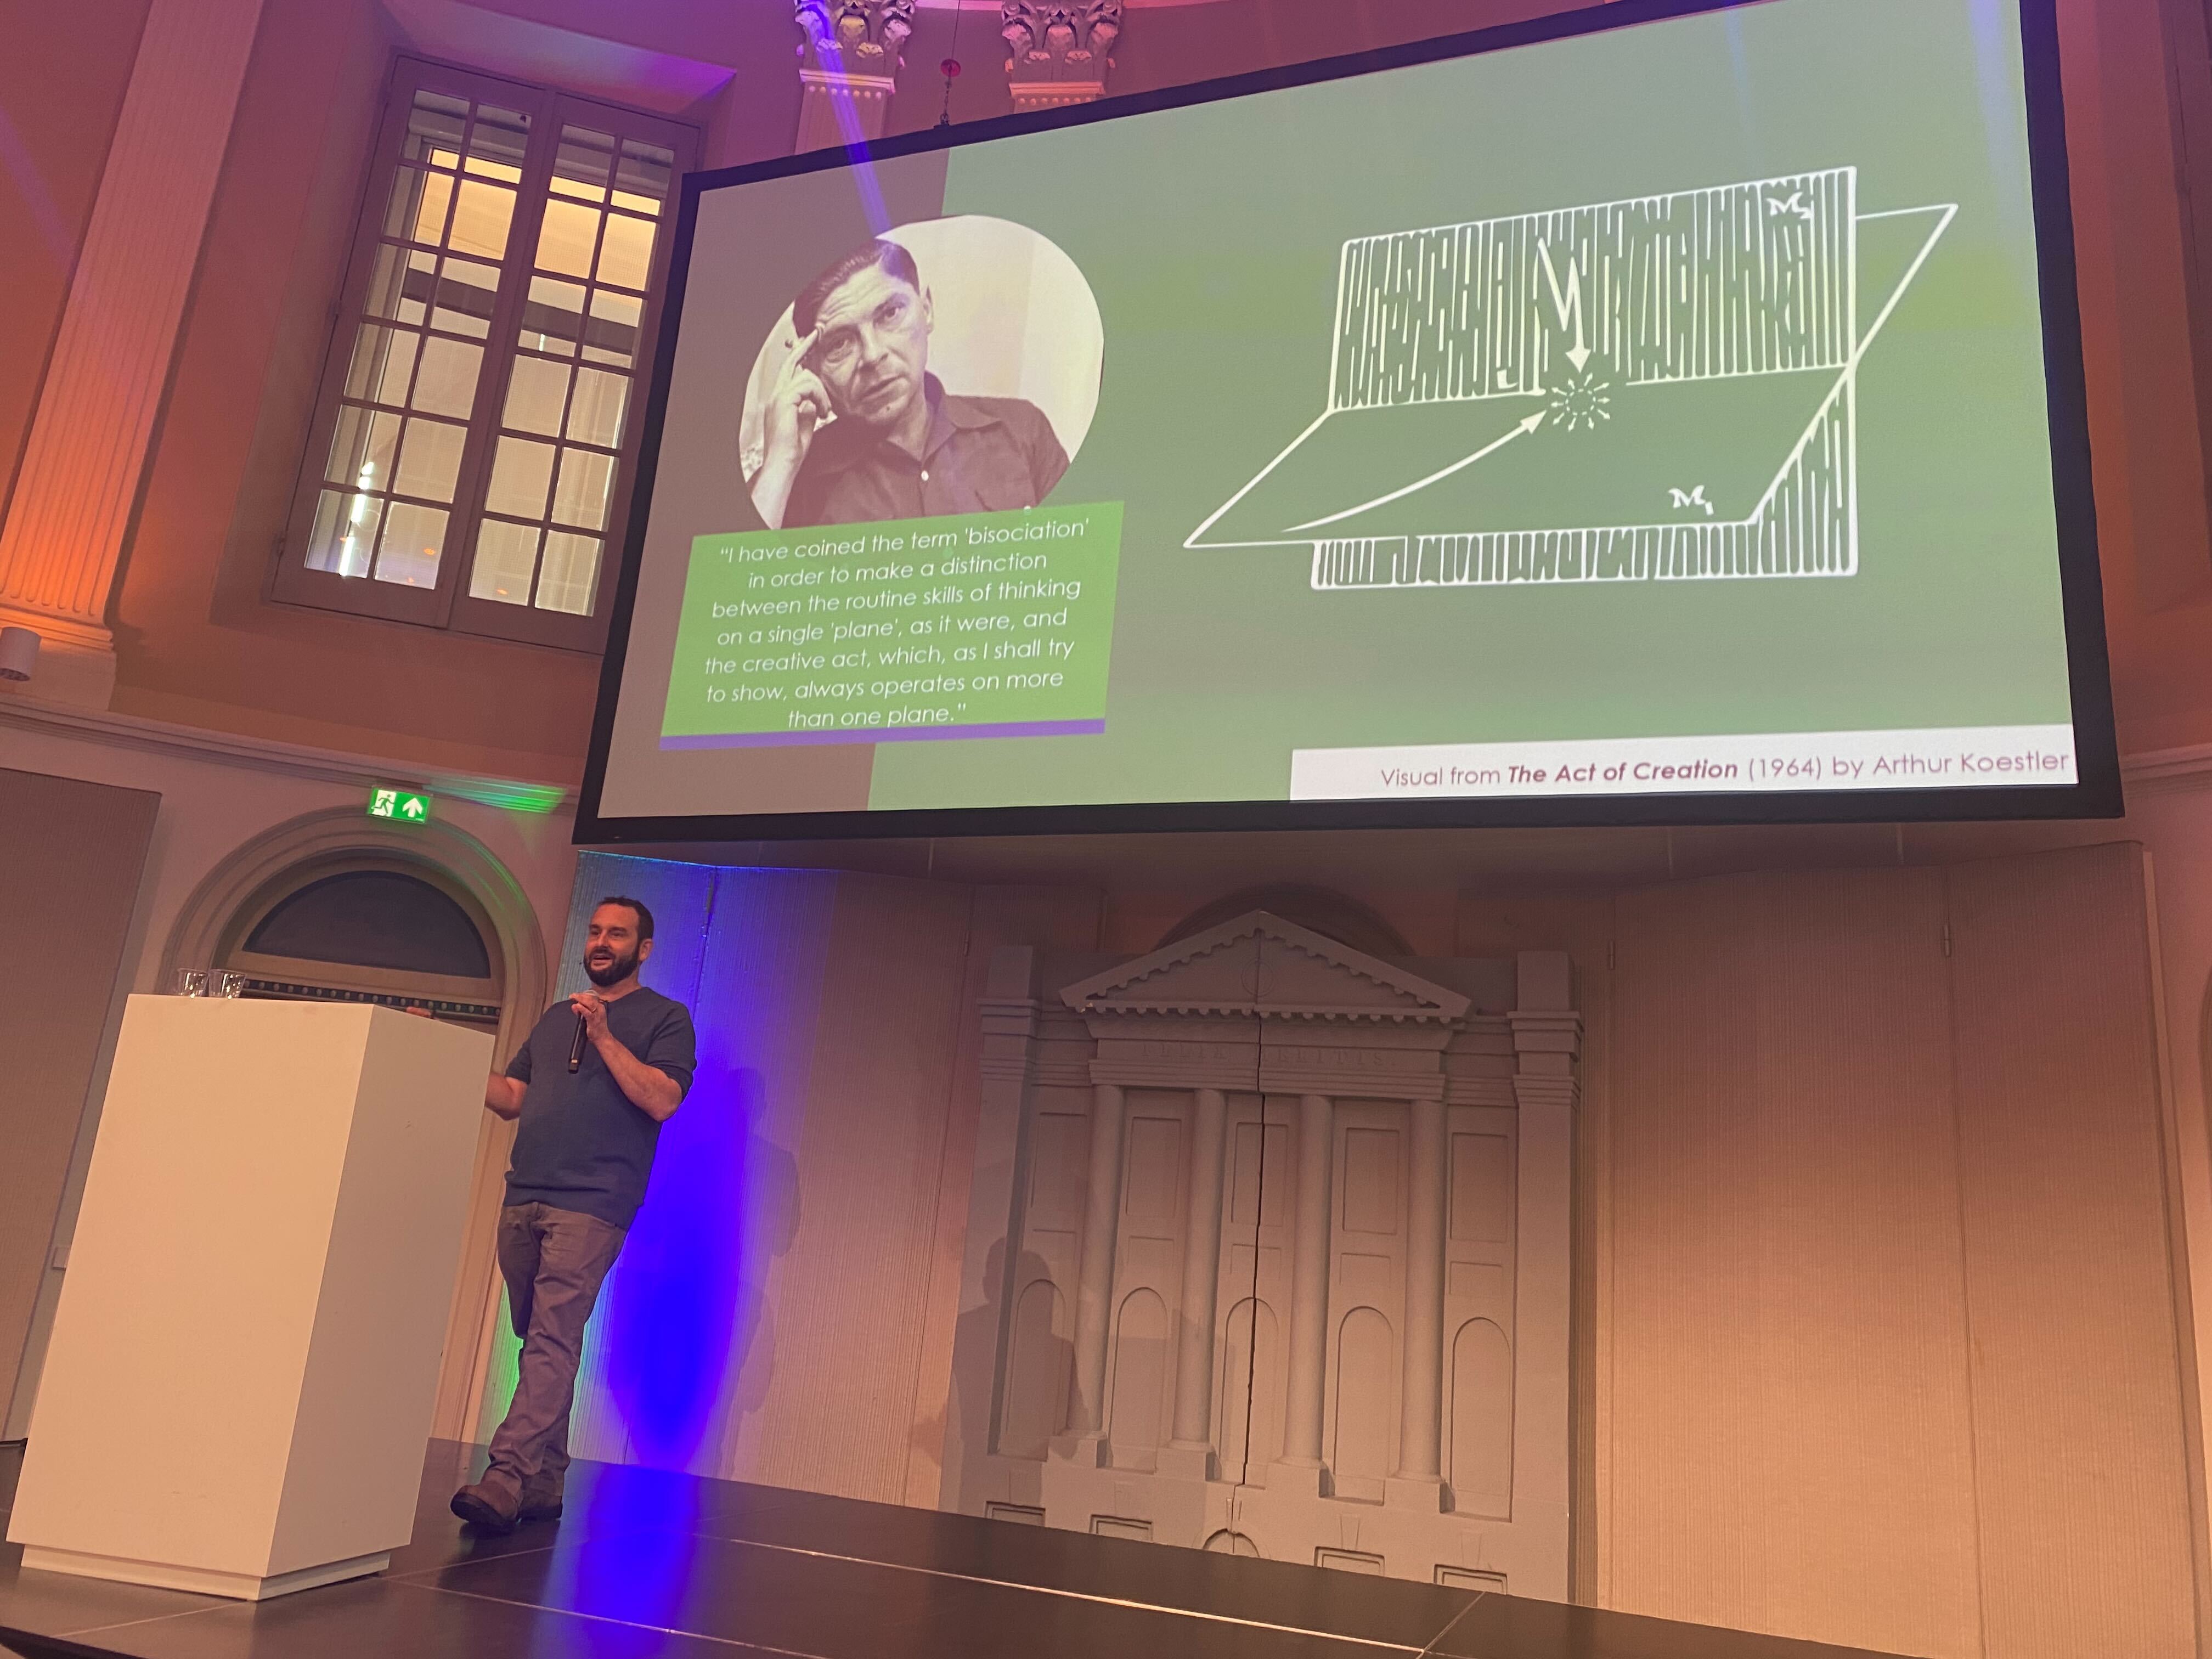 "I have coined the term 'bisociation'
in order to make a distinction
between the routine skills of thinking
on a single 'plane', as it were, and
the creative act, which, as I shall try
to show, always operates on more
than one plane."
M₂
M₁
Visual from The Act of Creation (1964) by Arthur Koestler